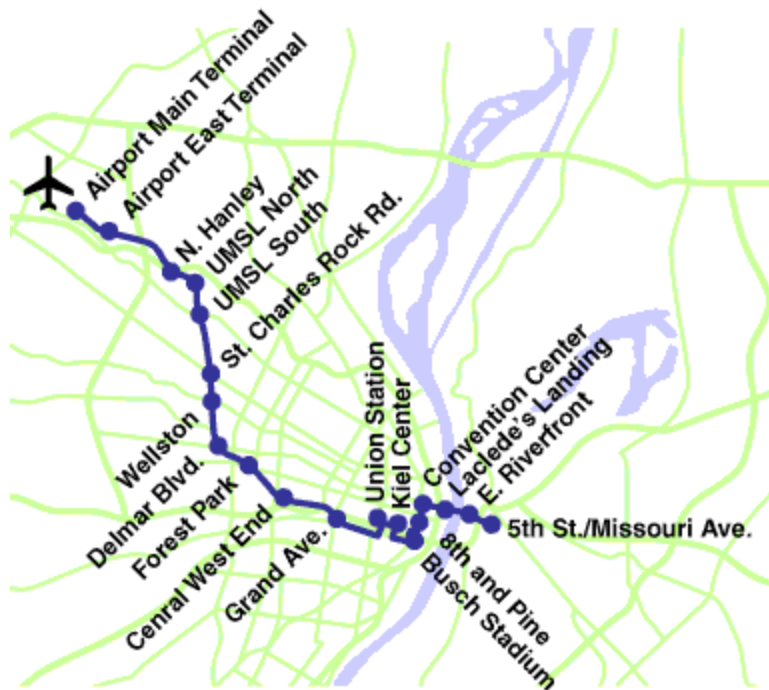 Airport Main Terminal
Airport East Terminal
N. Hanley
UMSL North
UMSL South
St. Charles Rock Rd.
Wellston
Delmar Blvd.
Forest Park
Cenral West End
Grand Ave.
Union Station
Kiel Center
Busch Stadium
8th and Pine
Convention Center
Laclede's Landing
E. Riverfront
5th St./Missouri Ave.